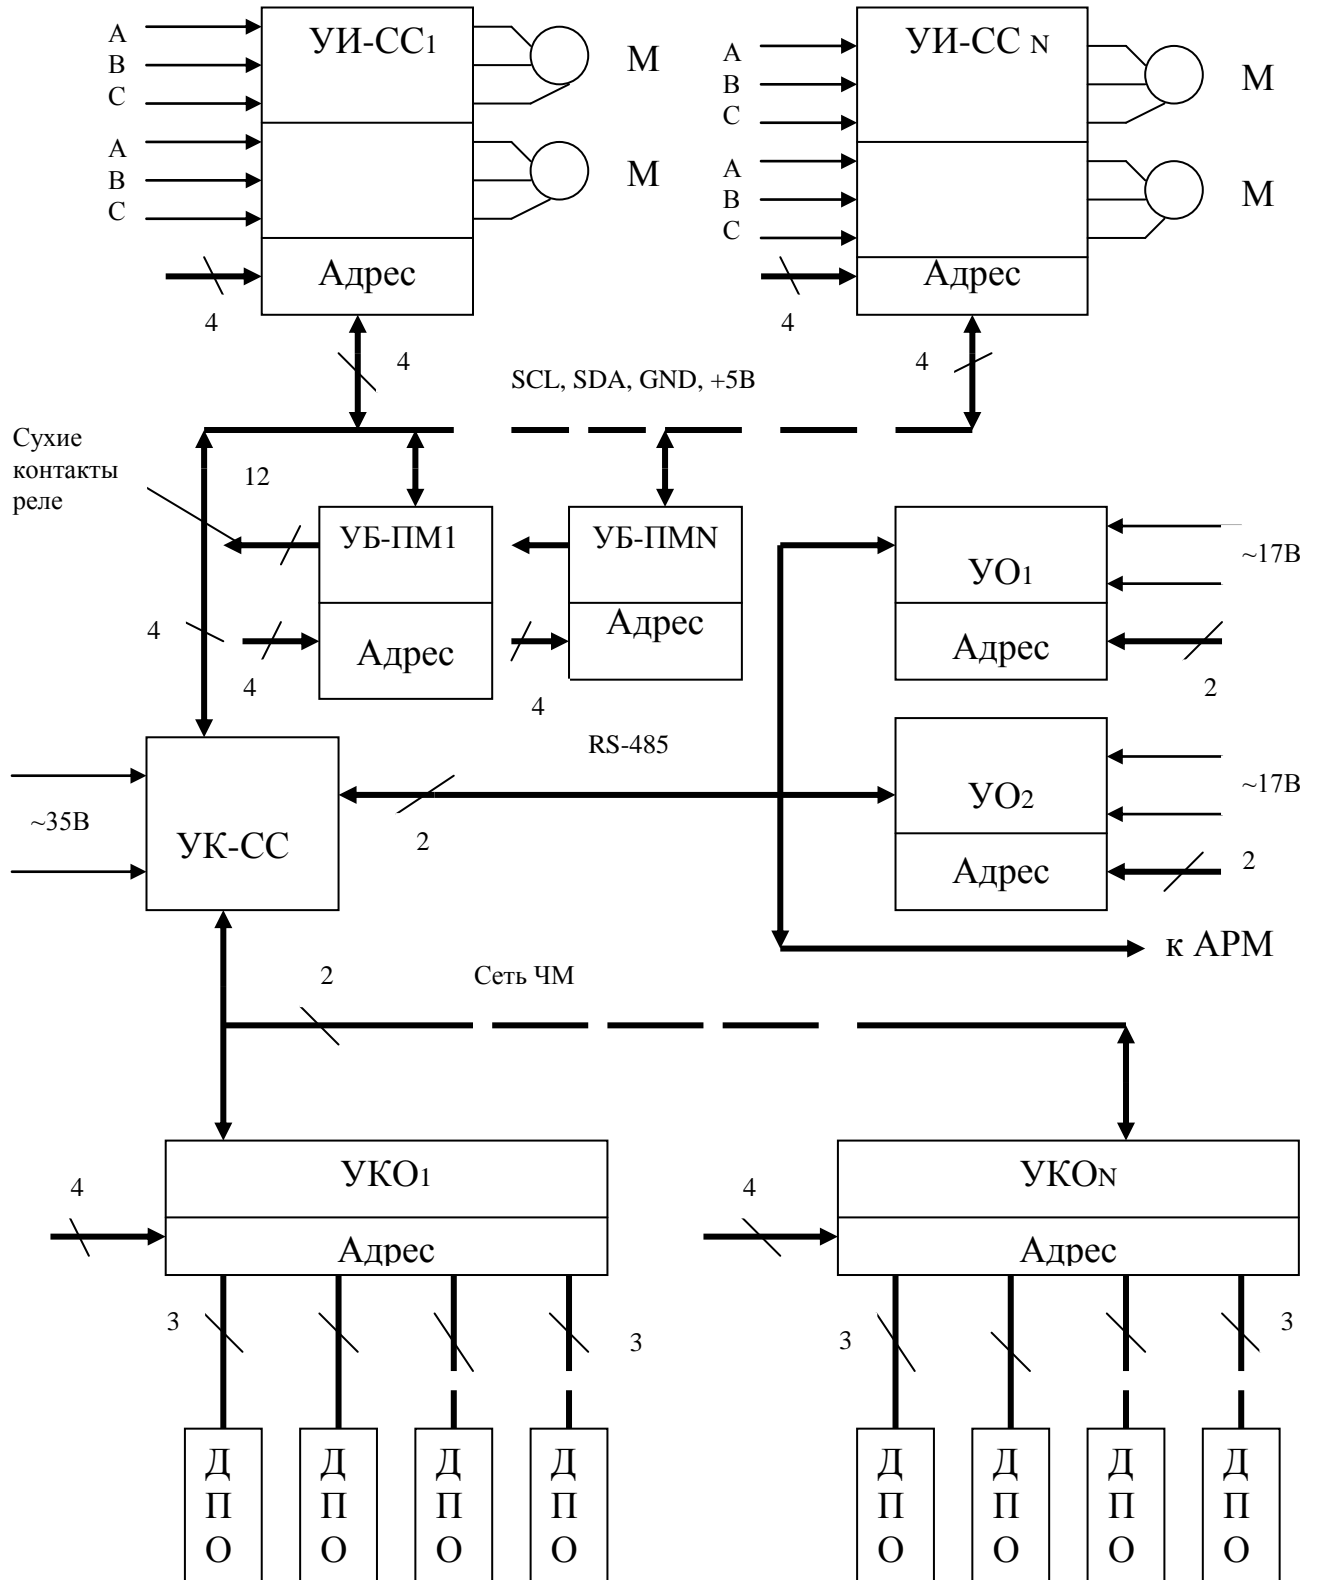 А
В
С
УИ-СС1
М
А
В
С
М
Адрес
4
4
А
В
С
УИ-СС N
М
А
В
С
М
Адрес
4
4
SCL, SDA, GND, +5В
Сухие
контакты
реле
12
УБ-ПМ1
Адрес
4
4
УБ-ПМN
Адрес
4
УО1
Адрес
~17В
2
RS-485
УО2
Адрес
~17В
2
~35В
УК-СС
2
к АРМ
2
Сеть ЧМ
4
УКО1
Адрес
4
УКОN
Адрес
3
3
3
3
Д
П
О
Д
П
О
Д
П
О
Д
П
О
Д
П
О
Д
П
О
Д
П
О
Д
П
О